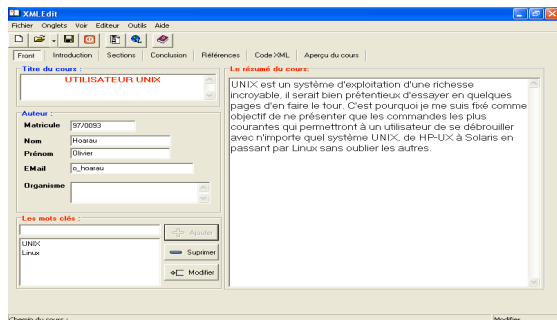 XMLEdit
Fichier Onglets Voir Editeur Outils Aide
Front Introduction Sections Conclusion Références Code XML Aperçu du cours
Titre du cours :
UTILISATEUR UNIX
Auteur :
Matricule 97/0093
Nom Hoarau
Prénom Olivier
EMail o_hoarau
Organisme
Les mots clés :
Ajouter
UNIX
Linux
Suprimer
Modifier
Le résumé du cours:
UNIX est un système d'exploitation d'une richesse
incroyable, il serait bien prétentieux d'essayer en quelques
pages d'en faire le tour. C'est pourquoi je me suis fixé comme
objectif de ne présenter que les commandes les plus
courantes qui permettront à un utilisateur de se débrouiller
avec n'importe quel système UNIX, de HP-UX à Solaris en
passant par Linux sans oublier les autres.
Chemin du cours : Modifier